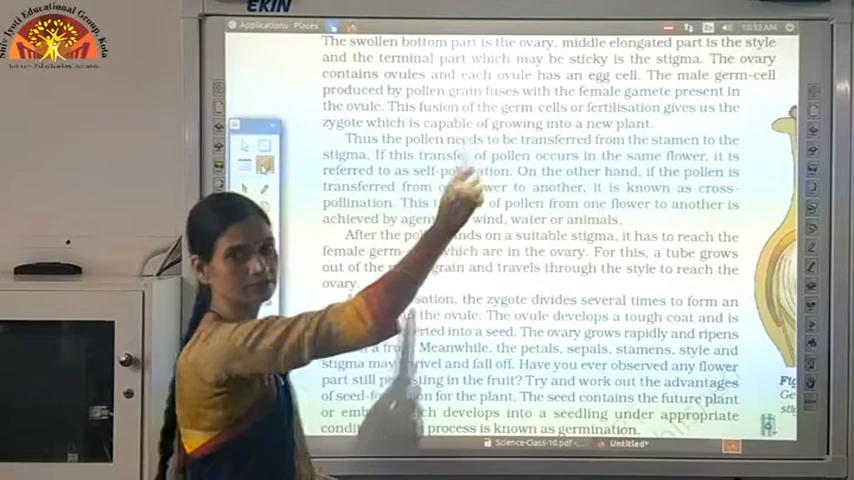 Shiv Jyoti Educational Group, Kota
EKIN
Applications Places
En
10:53 AM
The swollen bottom part is the ovary, middle elongated part is the style
and the terminal part which may be sticky is the stigma. The ovary
contains ovules and each ovule has an egg cell. The male germ-cell
produced by pollen grain fuses with the female gamete present in
the ovule. This fusion of the germ-cells or fertilisation gives us the
zygote which is capable of growing into a new plant.
Thus the pollen needs to be transferred from the stamen to the
stigma. If this transfer of pollen occurs in the same flower, it is
referred to as self- On the other hand, if the pollen is
transferred from flower to another, it is known as cross-
pollination. This of pollen from one flower to another is
achieved by wind, water or animals.
After the lands on a suitable stigma, it has to reach the
female germ- which are in the ovary. For this, a tube grows
out of the grain and travels through the style to reach the
ovary.
the zygote divides several times to form an
the ovule. The ovule develops a tough coat and is
into a seed. The ovary grows rapidly and ripens
Meanwhile, the petals, sepals, stamens, style and
stigma may shrivel and fall off. Have you ever observed any flower
part still in the fruit? Try and work out the advantages
of seed- for the plant. The seed contains the future plant
or which develops into a seedling under appropriate
process is known as germination.
Science-Class-10.pdf-...
*Untitled*